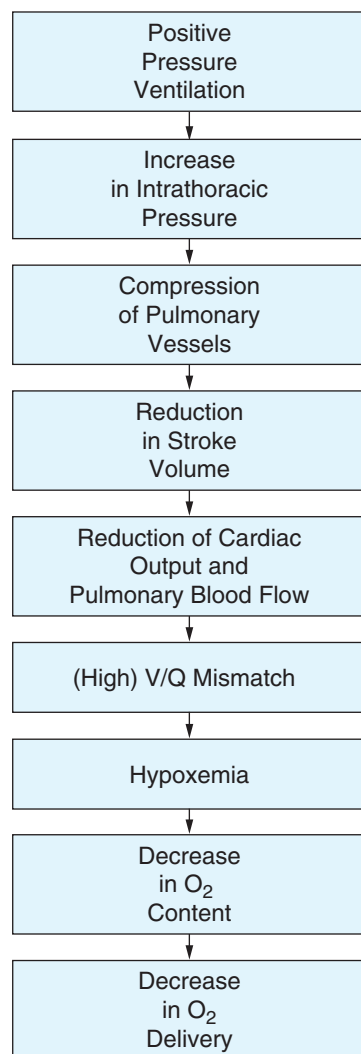 Positive
Pressure
Ventilation
Increase
in Intrathoracic
Pressure
Compression
of Pulmonary
Vessels
Reduction
in Stroke
Volume
Reduction of Cardiac
Output and
Pulmonary Blood Flow
(High) V/Q Mismatch
Hypoxemia
Decrease
in O₂
Content
Decrease
in O₂
Delivery